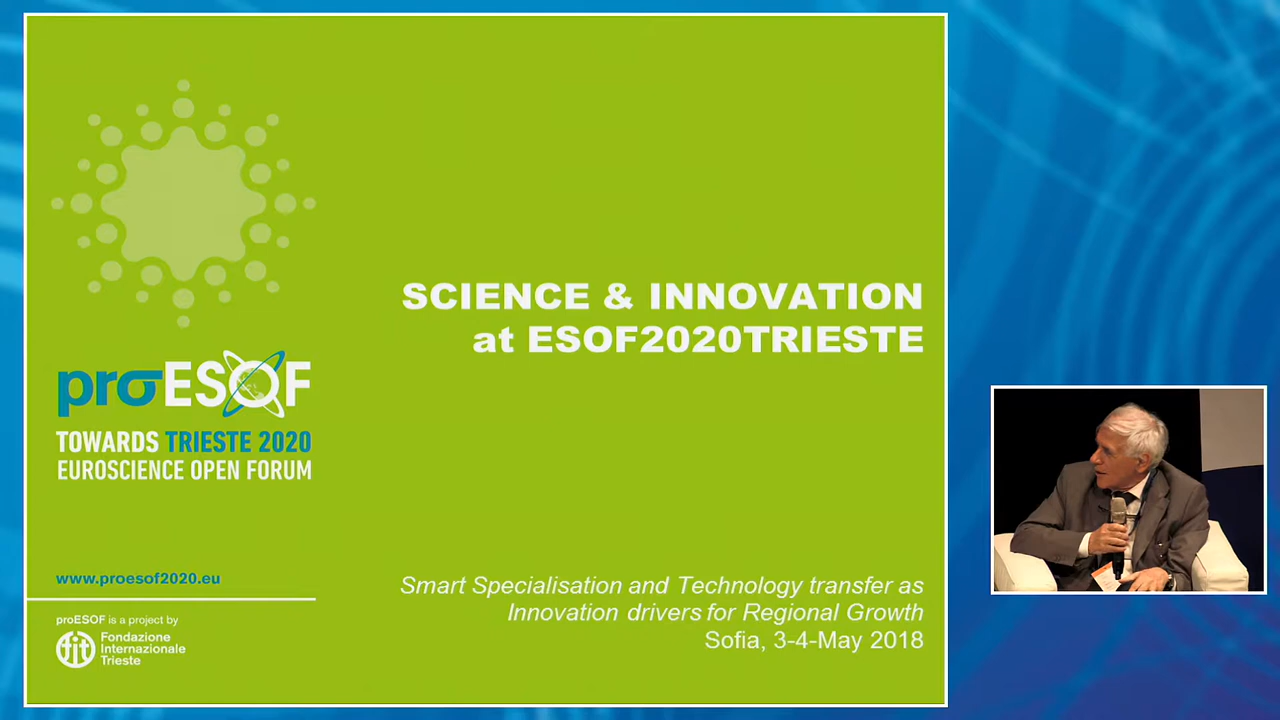 SCIENCE & INNOVATION
at ESOF2020TRIESTE
proESOF
TOWARDS TRIESTE 2020
EUROSCIENCE OPEN FORUM
www.proesof2020.eu
proESOF is a project by
fit
Fondazione
Internazionale
Trieste
Smart Specialisation and Technology transfer as
Innovation drivers for Regional Growth
Sofia, 3-4-May 2018